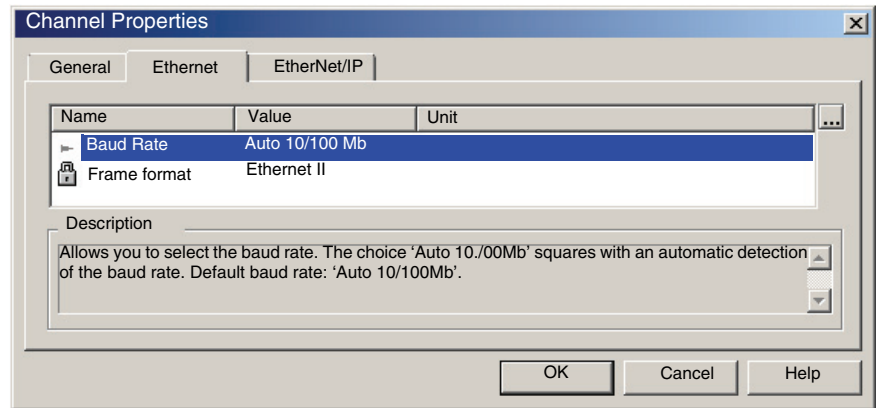 Channel Properties
General Ethernet EtherNet/IP
Name Value Unit
...
Baud Rate Auto 10/100 Mb
Frame format Ethernet II
Description
Allows you to select the baud rate. The choice ‘Auto 10./00Mb’ squares with an automatic detection
of the baud rate. Default baud rate: ‘Auto 10/100Mb’.
OK Cancel Help